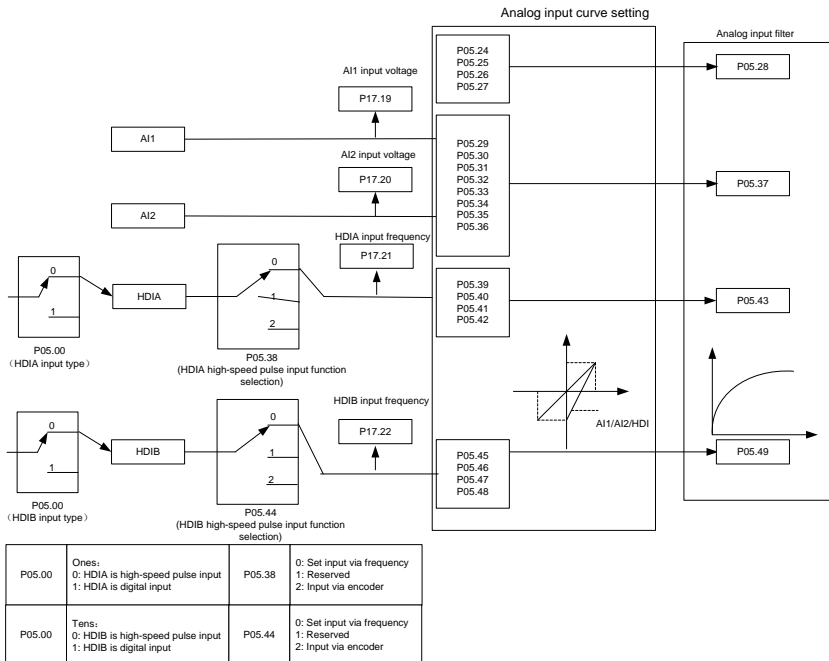 Analog input curve setting
Analog input filter
P05.24
P05.25
P05.26
P05.27
P05.28
AI1 input voltage
P17.19
AI1
AI2 input voltage
P17.20
AI2
P05.29
P05.30
P05.31
P05.32
P05.33
P05.34
P05.35
P05.36
P05.37
HDIA input frequency
P17.21
0
1
HDIA
0
1
2
P05.39
P05.40
P05.41
P05.42
P05.43
P05.00
（HDIA input type）
P05.38
(HDIA high-speed pulse input function
selection)
HDIB input frequency
P17.22
AI1/AI2/HDI
0
1
HDIB
0
1
2
P05.45
P05.46
P05.47
P05.48
P05.49
P05.00
（HDIB input type）
P05.44
(HDIB high-speed pulse input function
selection)
P05.00
Ones：
0: HDIA is high-speed pulse input
1: HDIA is digital input
P05.38
0: Set input via frequency
1: Reserved
2: Input via encoder
P05.00
Tens：
0: HDIB is high-speed pulse input
1: HDIB is digital input
P05.44
0: Set input via frequency
1: Reserved
2: Input via encoder